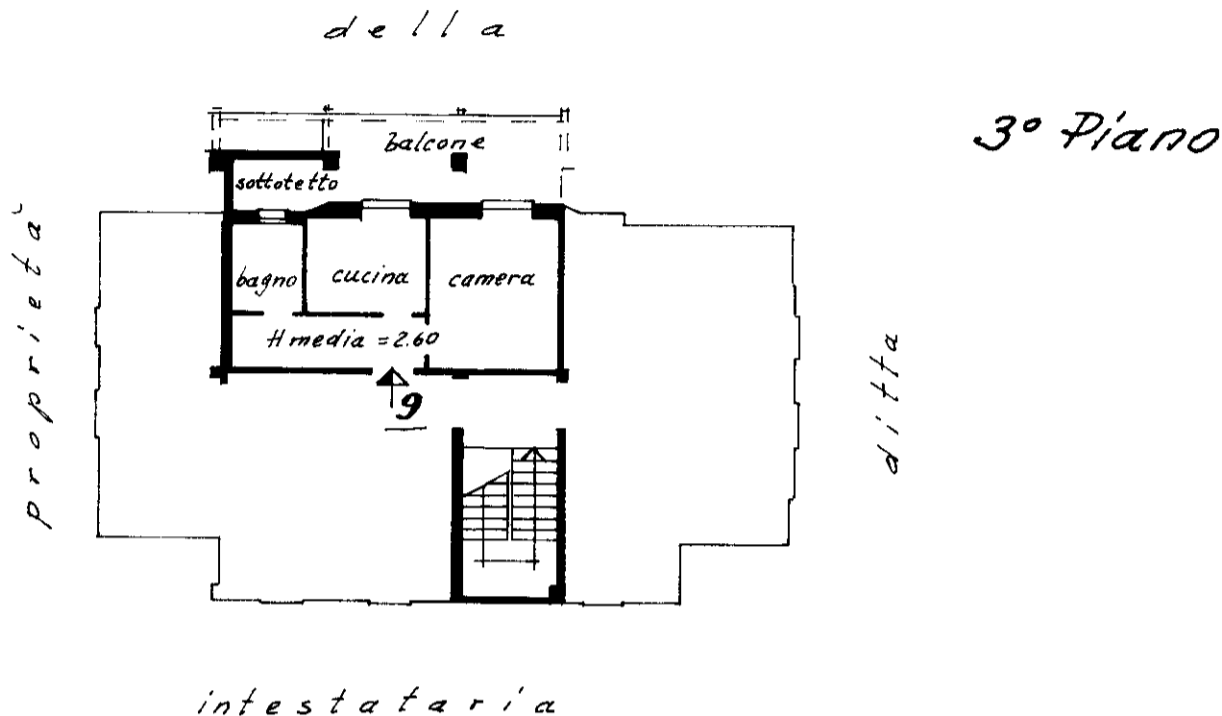 della
3° Piano
balcone
sottotetto
proprietà
bagno
cucina
camera
H media = 2.60
9
ditta
intestataria